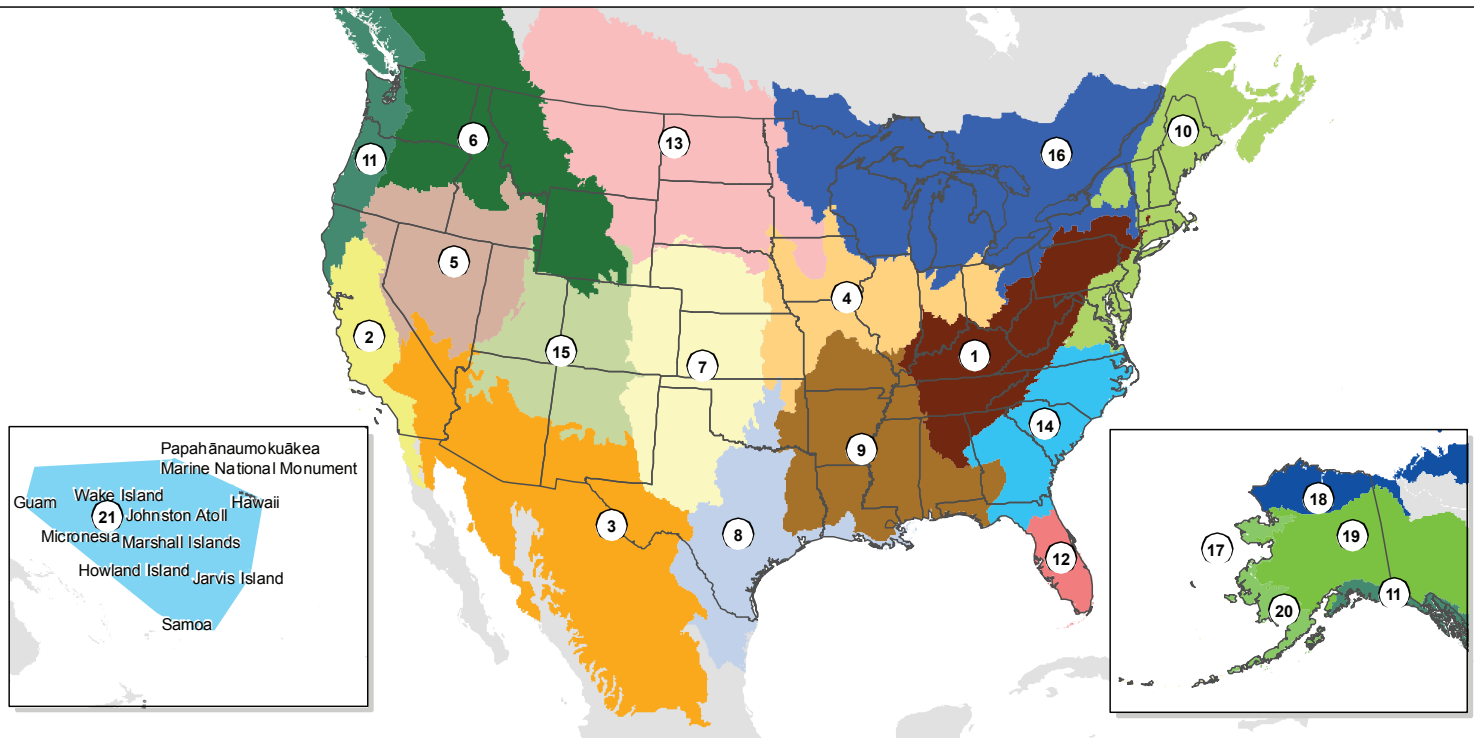 10
13
6
16
11
5
4
2
15
1
7
14
9
Papahānaumokuākea
Marine National Monument
Wake Island
Guam
Hawaii
21
Johnston Atoll
Micronesia
Marshall Islands
Howland Island
Jarvis Island
Samoa
3
8
12
18
17
19
11
20